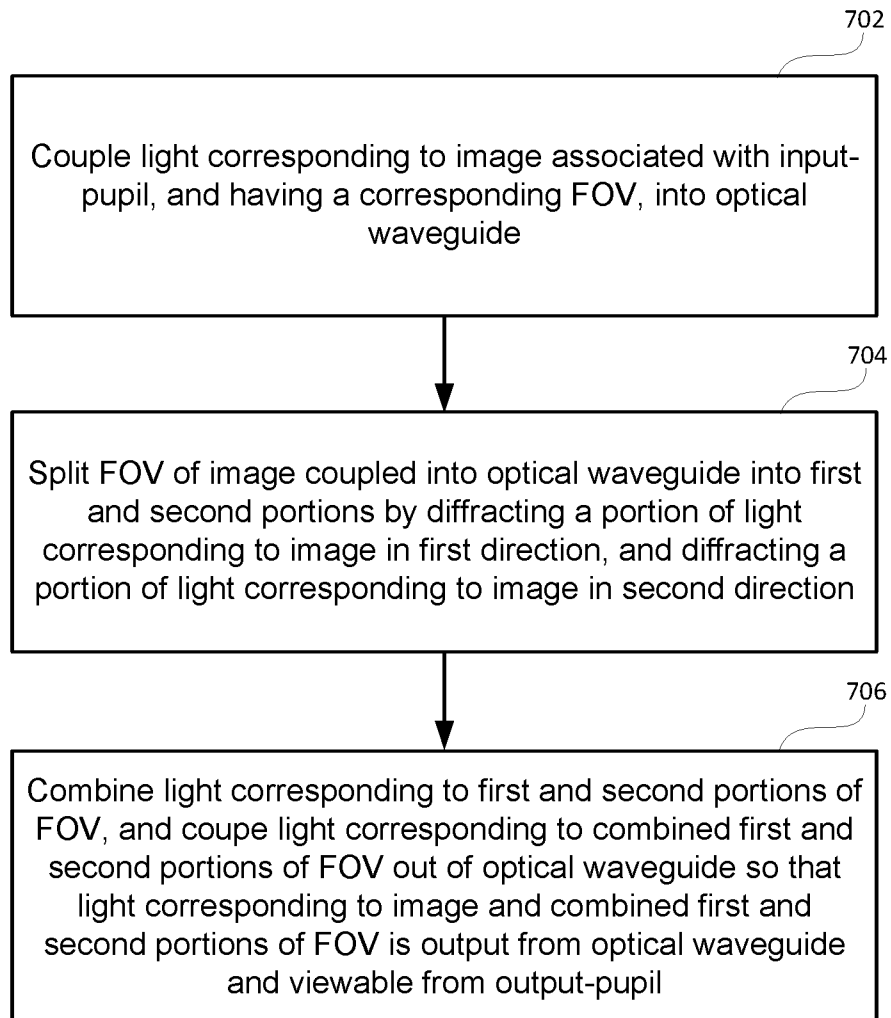 702
Couple light corresponding to image associated with input-
pupil, and having a corresponding FOV, into optical
waveguide
704
Split FOV of image coupled into optical waveguide into first
and second portions by diffracting a portion of light
corresponding to image in first direction, and diffracting a
portion of light corresponding to image in second direction
706
Combine light corresponding to first and second portions of
FOV, and coupe light corresponding to combined first and
second portions of FOV out of optical waveguide so that
light corresponding to image and combined first and
second portions of FOV is output from optical waveguide
and viewable from output-pupil